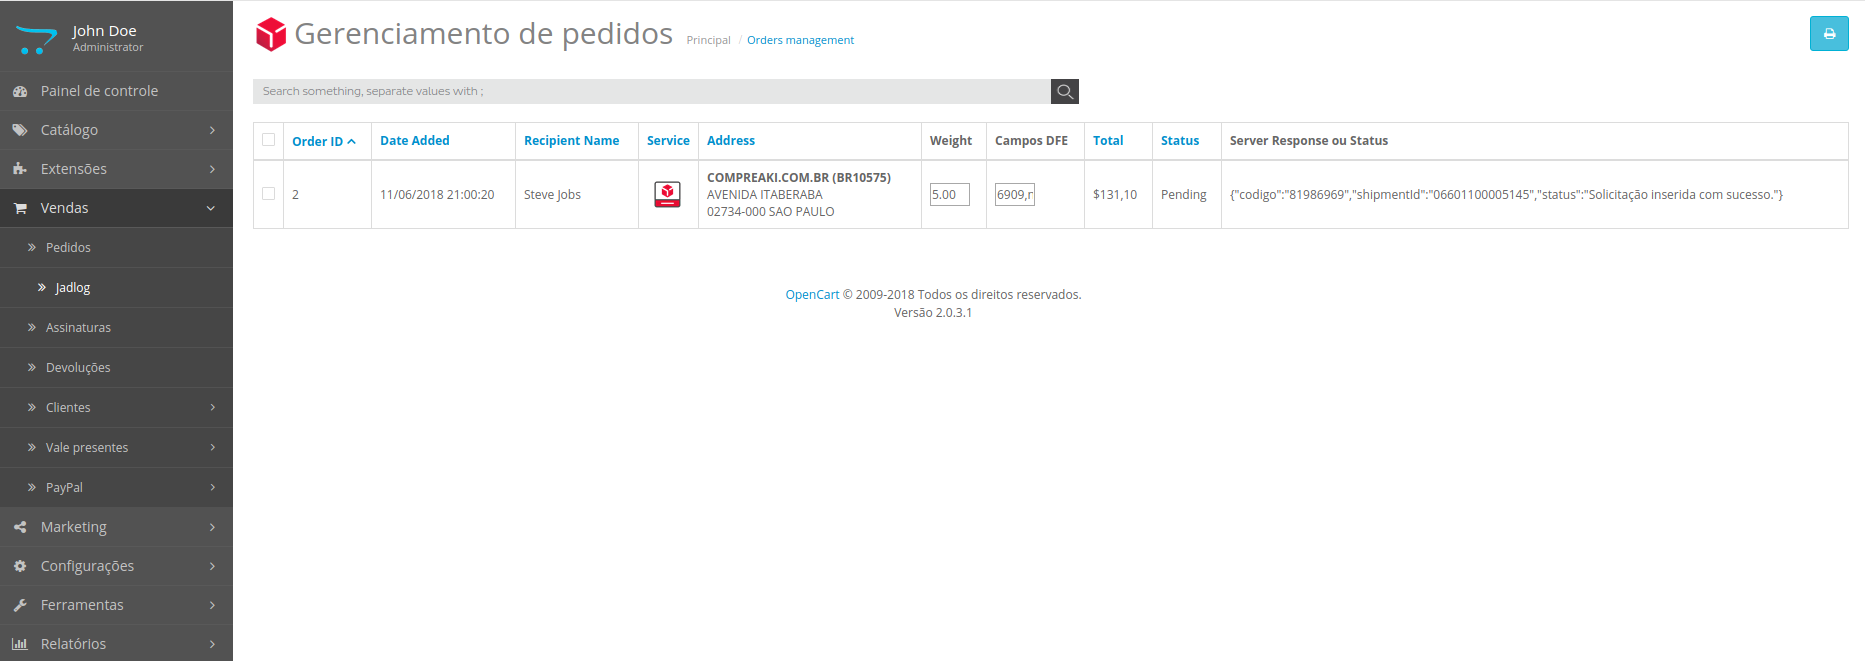 John Doe
Administrator
Painel de controle
Catálogo
Extensões
Vendas
Pedidos
Jadlog
Assinaturas
Devoluções
Clientes
Vale presentes
PayPal
Marketing
Configurações
Ferramentas
Relatórios
Gerenciamento de pedidos
Principal / Orders management
Search something, separate values with ;
Order ID Date Added Recipient Name Service Address Weight Campos DFE Total Status Server Response ou Status
2 11/06/2018 21:00:20 Steve Jobs
COMPREAKI.COM.BR (BR10575)
AVENIDA ITABERABA
02734-000 SAO PAULO
5.00 6909,r $131,10 Pending {"codigo":"81986969","shipmentId":"06601100005145","status":"Solicitação inserida com sucesso."}
OpenCart © 2009-2018 Todos os direitos reservados.
Versão 2.0.3.1